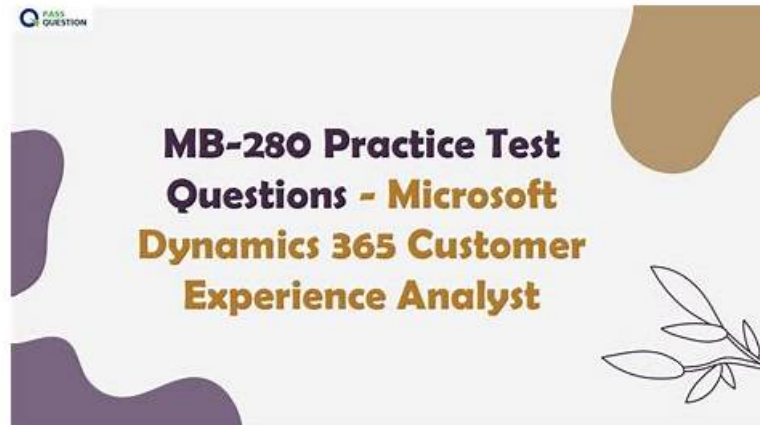 PASS
QUESTION
MB-280 Practice Test
Questions - Microsoft
Dynamics 365 Customer
Experience Analyst